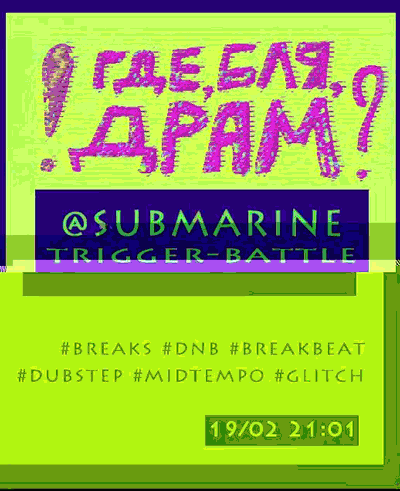 ! ГДЕ, БЛЯ, ?
ДРАМ
@SUBMARINE
TRIGGER-BATTLE
#BREAKS #DNB #BREAKBEAT
#DUBSTEP #MIDTEMPO #GLITCH
19/02 21:01